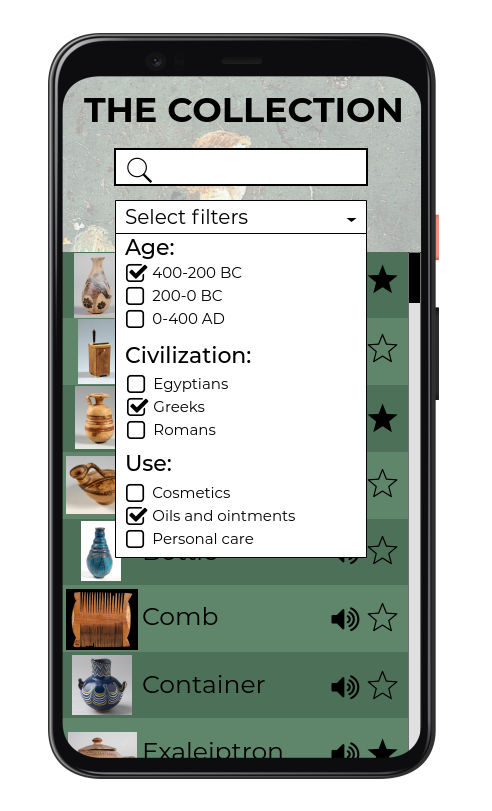 THE COLLECTION
Select filters
Age:
400-200 BC
200-0 BC
0-400 AD
Civilization:
Egyptians
Greeks
Romans
Use:
Cosmetics
Oils and ointments
Personal care
Bottle
Comb
Container
Exaleiptron